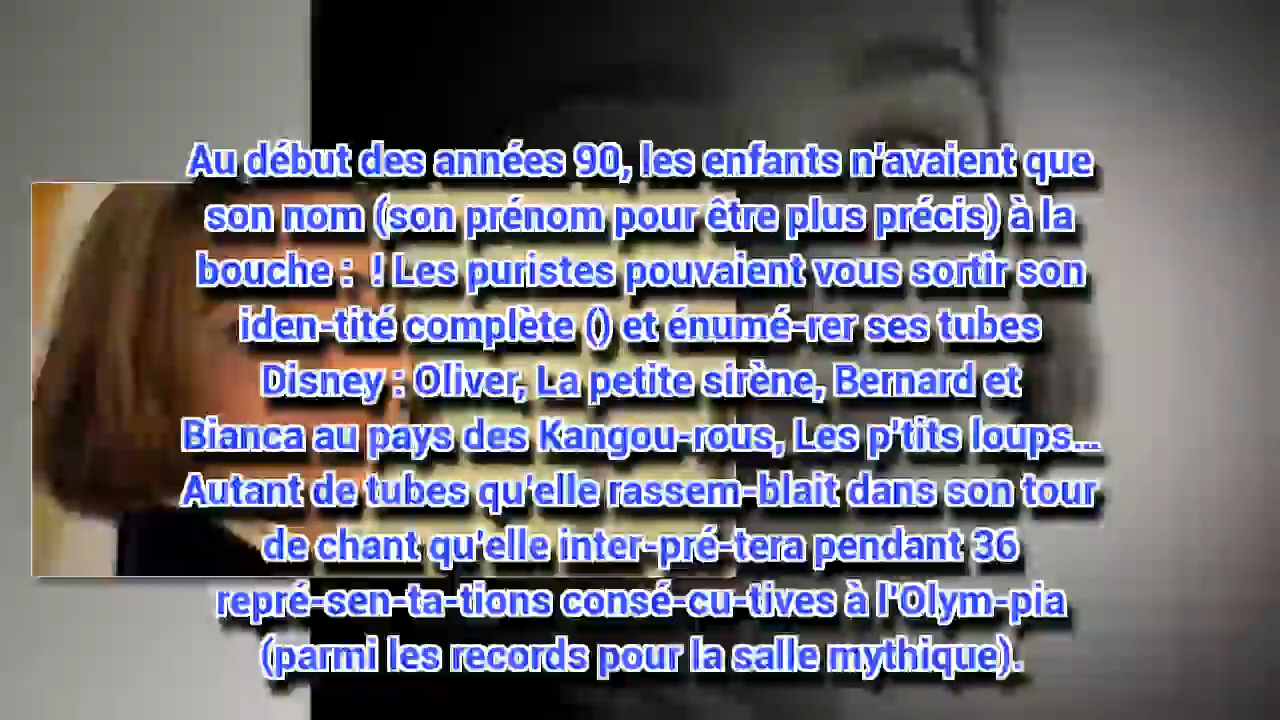 Au début des années 90, les enfants n'avaient que
son nom (son prénom pour être plus précis) à la
bouche :  ! Les puristes pouvaient vous sortir son
iden-tité complète () et énumé-rer ses tubes
Disney : Oliver, La petite sirène, Bernard et
Bianca au pays des Kangou-rous, Les p'tits loups...
Autant de tubes qu'elle rassem-blait dans son tour
de chant qu'elle inter-pré-tera pendant 36
repré-sen-ta-tions consé-cu-tives à l'Olym-pia
(parmi les records pour la salle mythique).